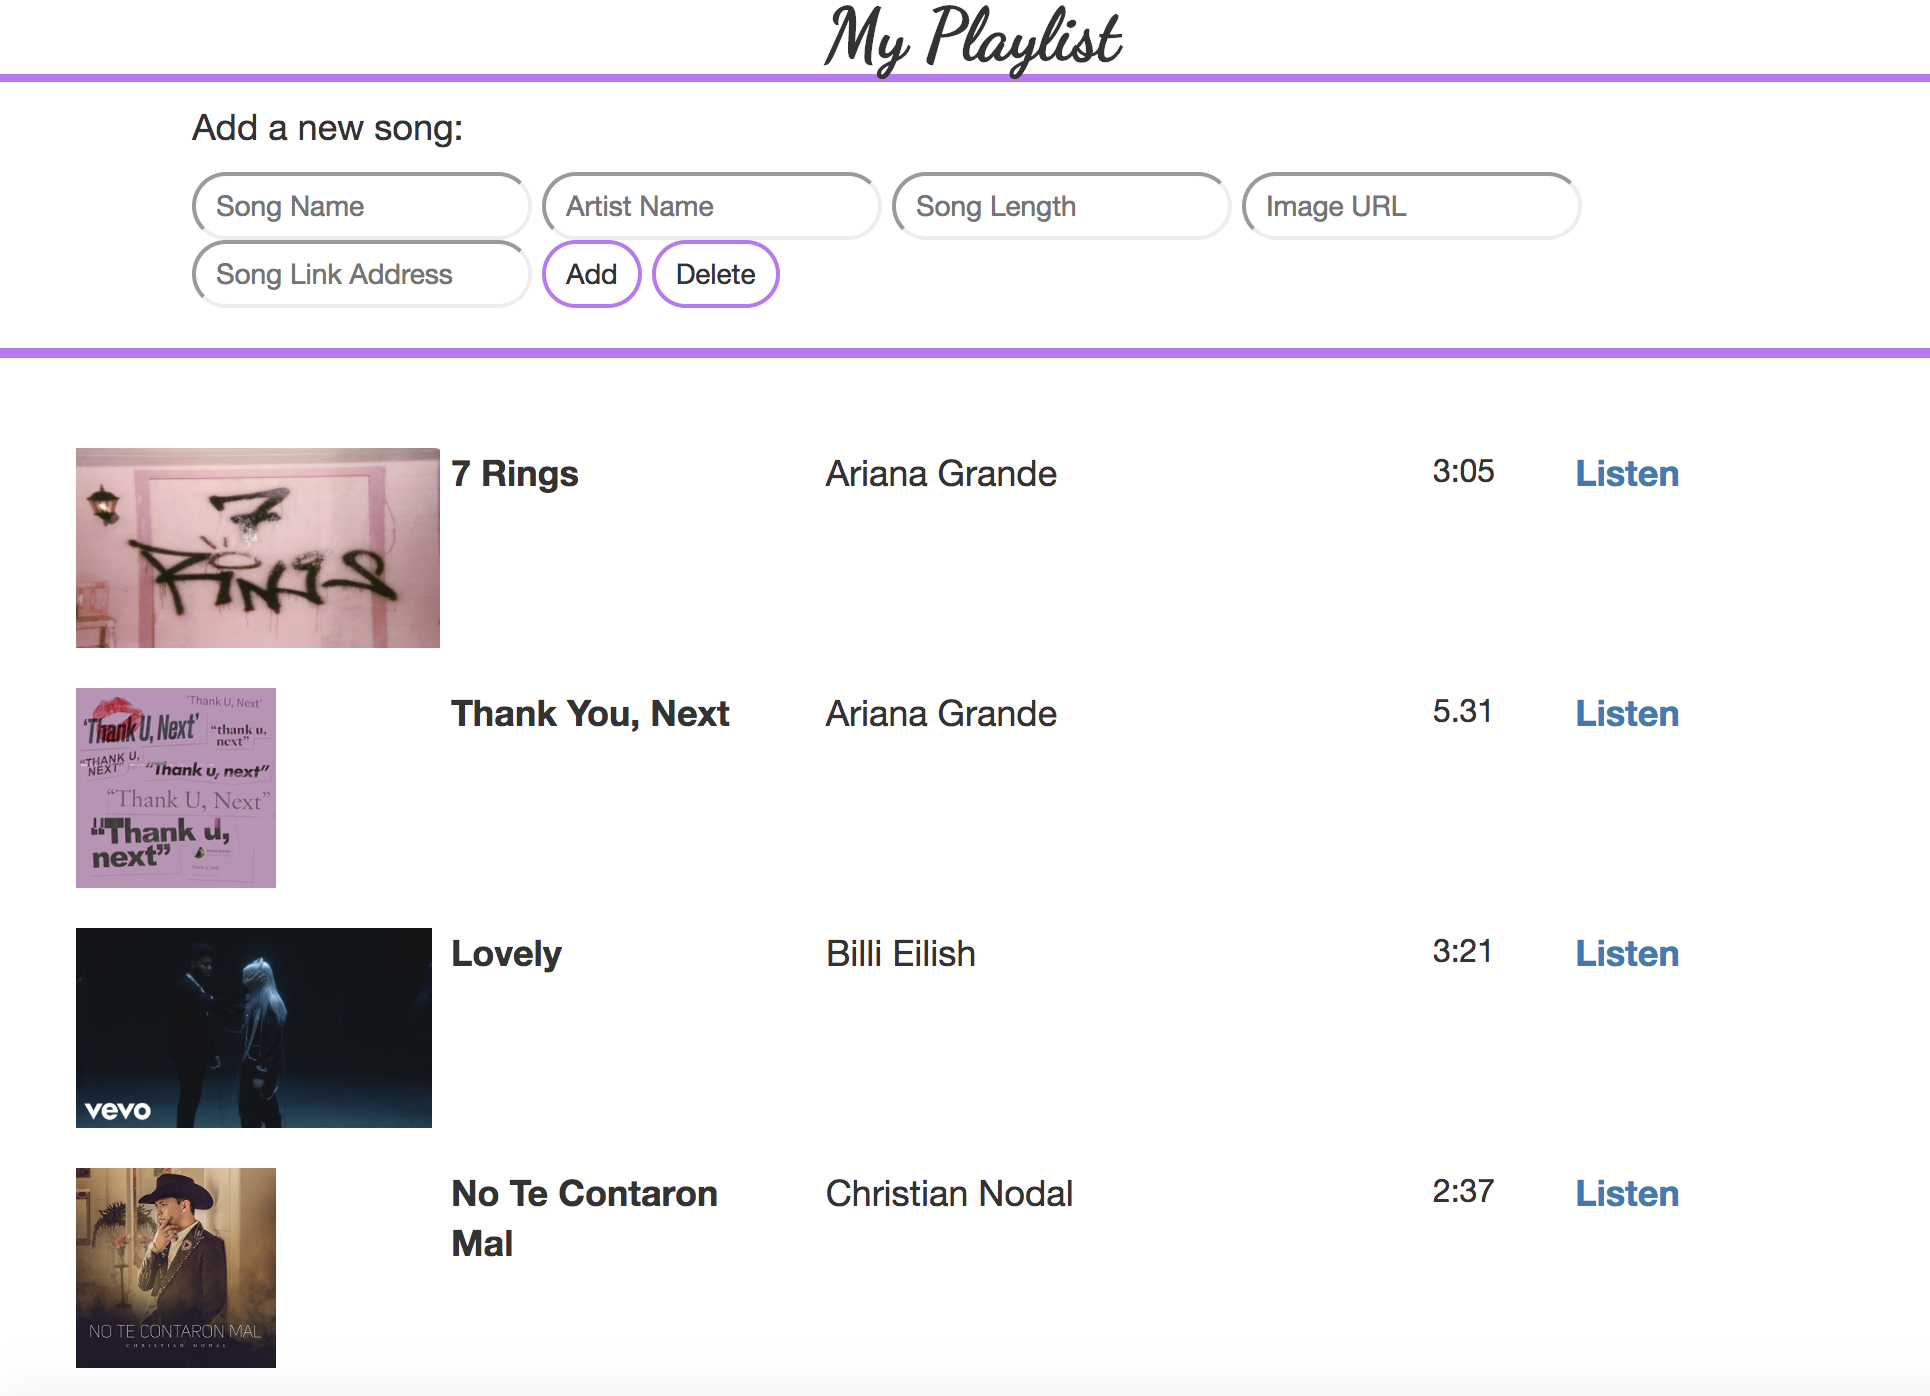 My Playlist
Add a new song:
Song Name Artist Name Song Length Image URL
Song Link Address Add Delete
7 Rings Ariana Grande 3:05 Listen
7
RINGS
Thank You, Next Ariana Grande 5.31 Listen
'Thank U, Next'
'Thank U, Next'
"thank u,
next"
"THANK U,
NEXT"
"Thank u, next"
"Thank U, Next"
"Thank u,
next"
Lovely Billi Eilish 3:21 Listen
vevo
No Te Contaron Christian Nodal 2:37 Listen
Mal
NO TE CONTARON MAL
CHRISTIAN NODAL